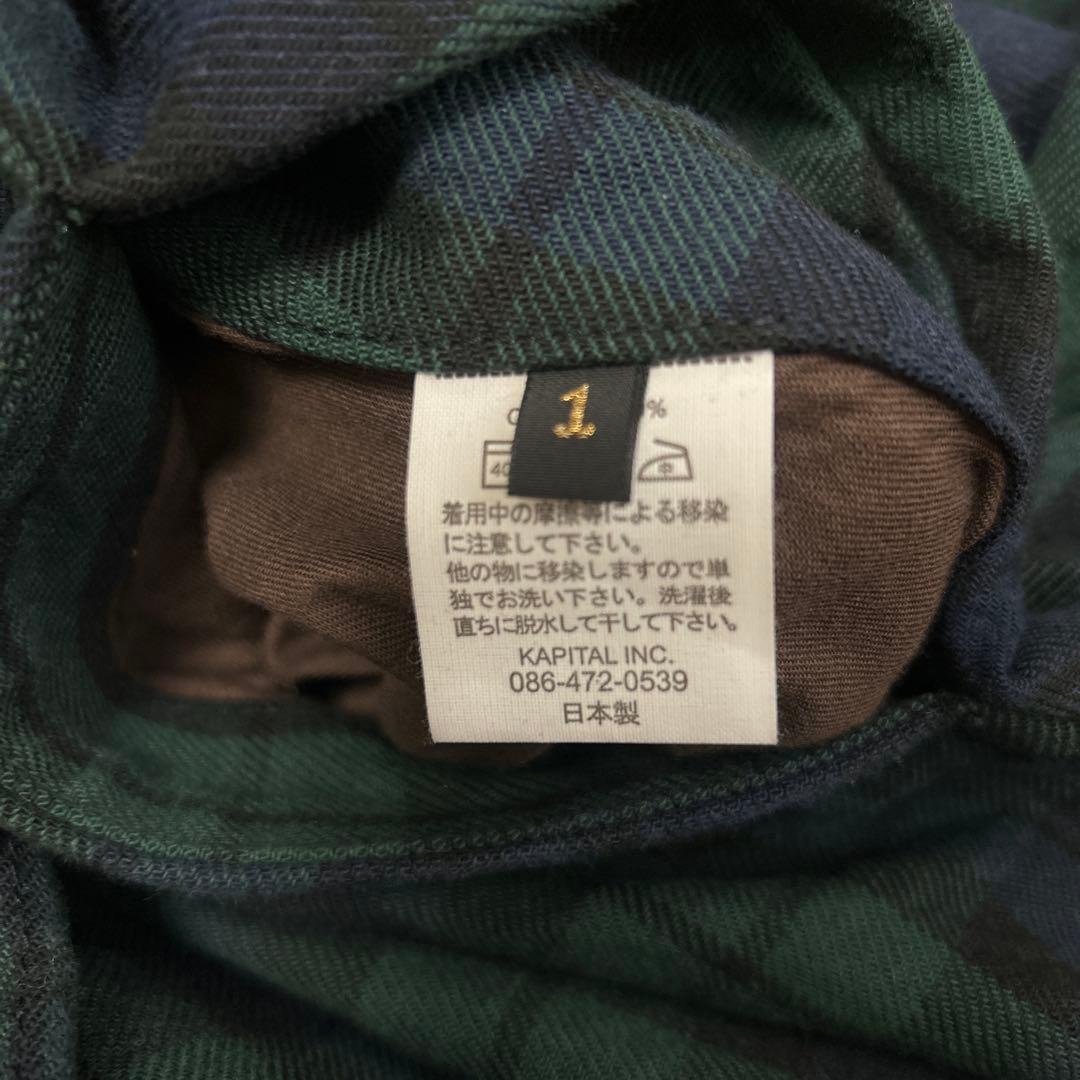 1
%
40
中
着用中の摩擦等による移染
に注意して下さい。
他の物に移染しますので単
独でお洗い下さい。洗濯後
直ちに脱水して干して下さい。
KAPITAL INC.
086-472-0539
日本製